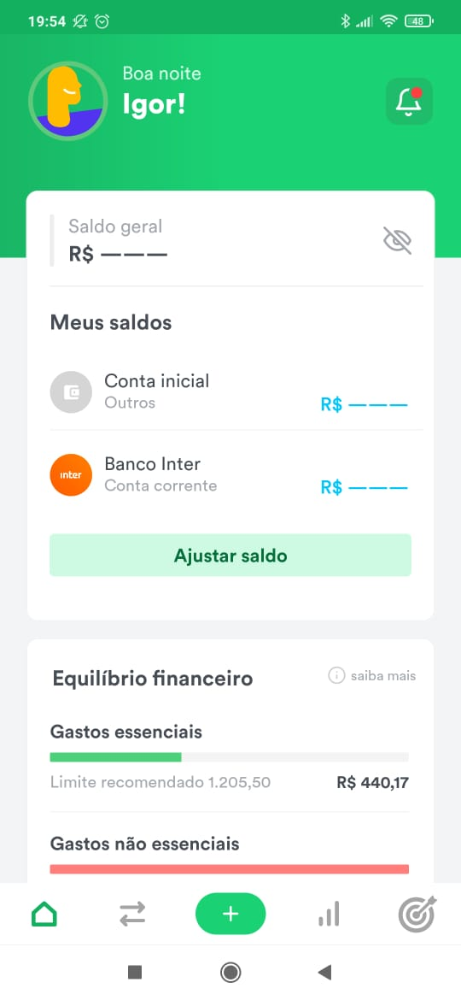 19:54
48
Boa noite
Igor!
Saldo geral
R$ ———
Meus saldos
Conta inicial
Outros
R$ ———
inter
Banco Inter
Conta corrente
R$ ———
Ajustar saldo
Equilíbrio financeiro
saiba mais
Gastos essenciais
Limite recomendado 1.205,50
R$ 440,17
Gastos não essenciais